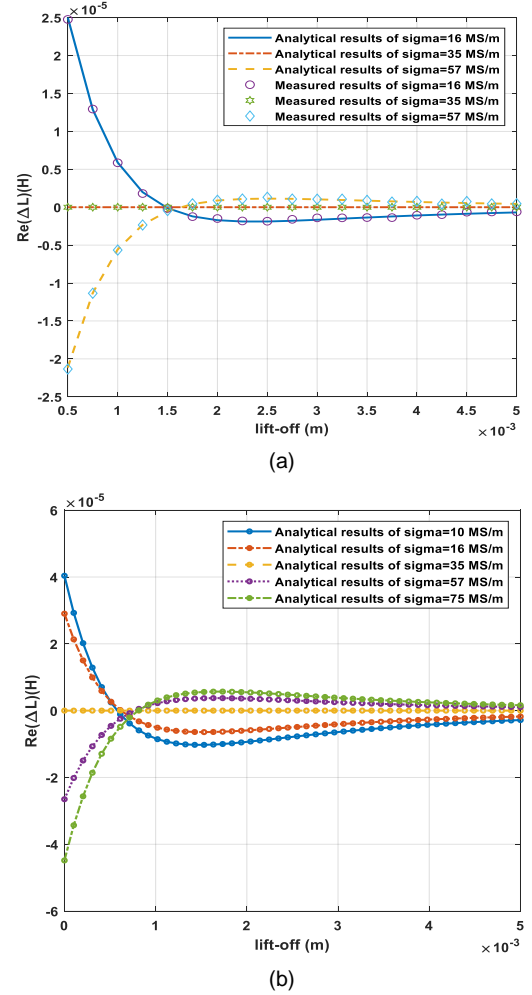 ×10⁻⁵
2.5
2
1.5
1
0.5
0
-0.5
-1
-1.5
-2
-2.5
Re(△L)(H)
Analytical results of sigma=16 MS/m
Analytical results of sigma=35 MS/m
Analytical results of sigma=57 MS/m
Measured results of sigma=16 MS/m
Measured results of sigma=35 MS/m
Measured results of sigma=57 MS/m
0.5 1 1.5 2 2.5 3 3.5 4 4.5 5
lift-off (m)
×10⁻³
(a)
×10⁻⁵
6
4
2
0
-2
-4
-6
Re(△L)(H)
Analytical results of sigma=10 MS/m
Analytical results of sigma=16 MS/m
Analytical results of sigma=35 MS/m
Analytical results of sigma=57 MS/m
Analytical results of sigma=75 MS/m
0 1 2 3 4 5
lift-off (m)
×10⁻³
(b)